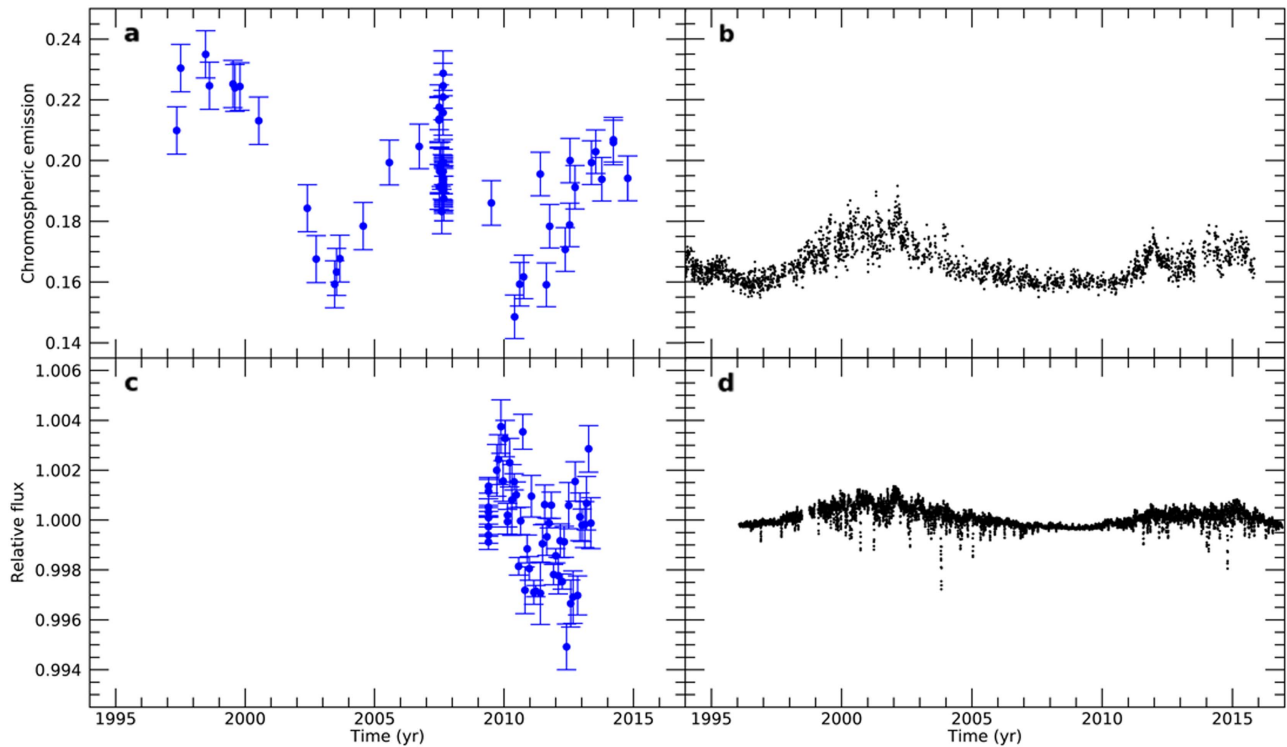 a
b
0.24
0.22
0.20
0.18
0.16
0.14
Chromospheric emission
c
d
1.006
1.004
1.002
1.000
0.998
0.996
0.994
Relative flux
1995 2000 2005 2010 2015
Time (yr)
1995 2000 2005 2010 2015
Time (yr)